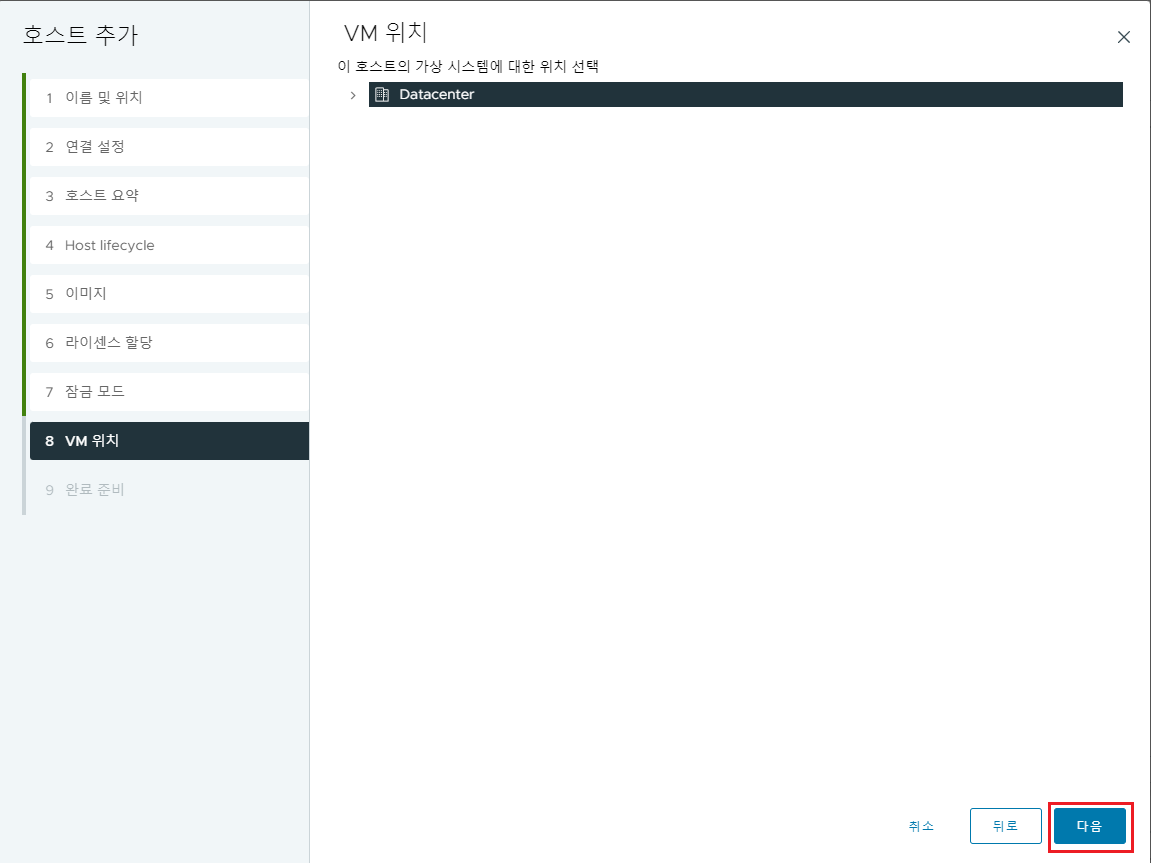 호스트 추가
1 이름 및 위치
2 연결 설정
3 호스트 요약
4 Host lifecycle
5 이미지
6 라이센스 할당
7 잠금 모드
8 VM 위치
9 완료 준비
VM 위치
이 호스트의 가상 시스템에 대한 위치 선택
Datacenter
취소
뒤로
다음